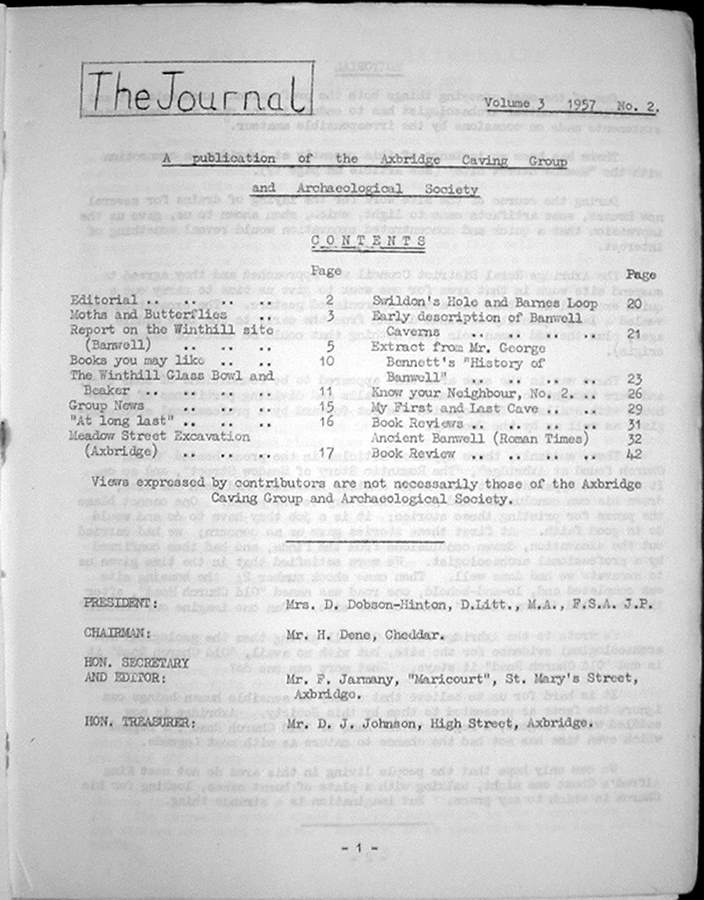 The Journal
Volume 3 1957 No. 2.
A publication of the Axbridge Caving Group
and Archaeological Society
CONTENTS
Page
Editorial .. .. .. .. 2
Moths and Butterflies .. .. 3
Report on the Winthill site
(Banwell) .. .. .. 5
Books you may like .. .. 10
The Winthill Glass Bowl and
Beaker .. .. .. .. 11
Group News .. .. .. 15
"At long last" .. .. .. 16
Meadow Street Excavation
(Axbridge) .. .. .. 17
Page
Swildon's Hole and Barnes Loop 20
Early description of Banwell
Caverns .. .. .. .. 21
Extract from Mr. George
Bennett's "History of
Banwell" .. .. .. .. 23
Know your Neighbour, No. 2. .. 26
My First and Last Cave .. .. 29
Book Reviews .. .. .. .. 31
Ancient Banwell (Roman Times) 32
Book Review .. .. .. .. 42
Views expressed by contributors are not necessarily those of the Axbridge
Caving Group and Archaeological Society.
PRESIDENT: Mrs. D. Dobson-Hinton, D.Litt., M.A., F.S.A. J.P.
CHAIRMAN: Mr. H. Dene, Cheddar.
HON. SECRETARY
AND EDITOR: Mr. F. Jarmany, "Maricourt", St. Mary's Street,
Axbridge.
HON. TREASURER: Mr. D. J. Johnson, High Street, Axbridge.
- 1 -